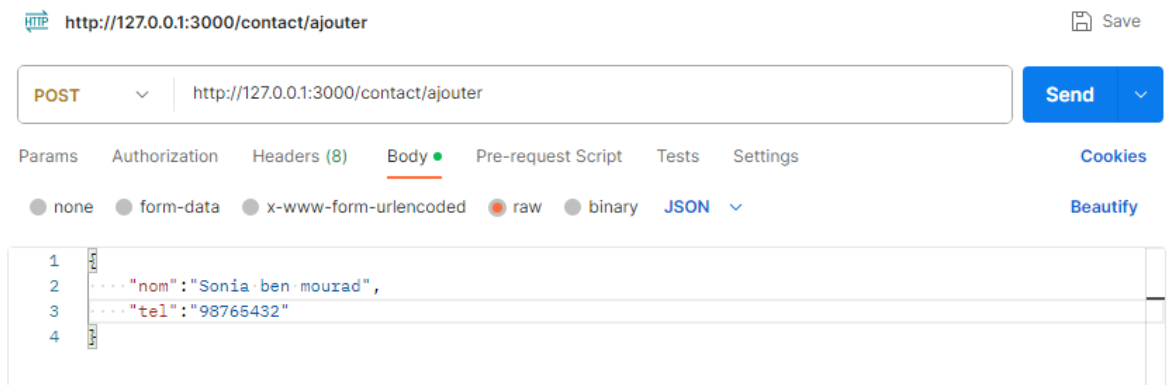 HTTP http://127.0.0.1:3000/contact/ajouter Save
POST http://127.0.0.1:3000/contact/ajouter Send
Params Authorization Headers (8) Body Pre-request Script Tests Settings Cookies
none form-data x-www-form-urlencoded raw binary JSON Beautify
1 {
2 "nom":"Sonia ben mourad",
3 "tel":"98765432"
4 }